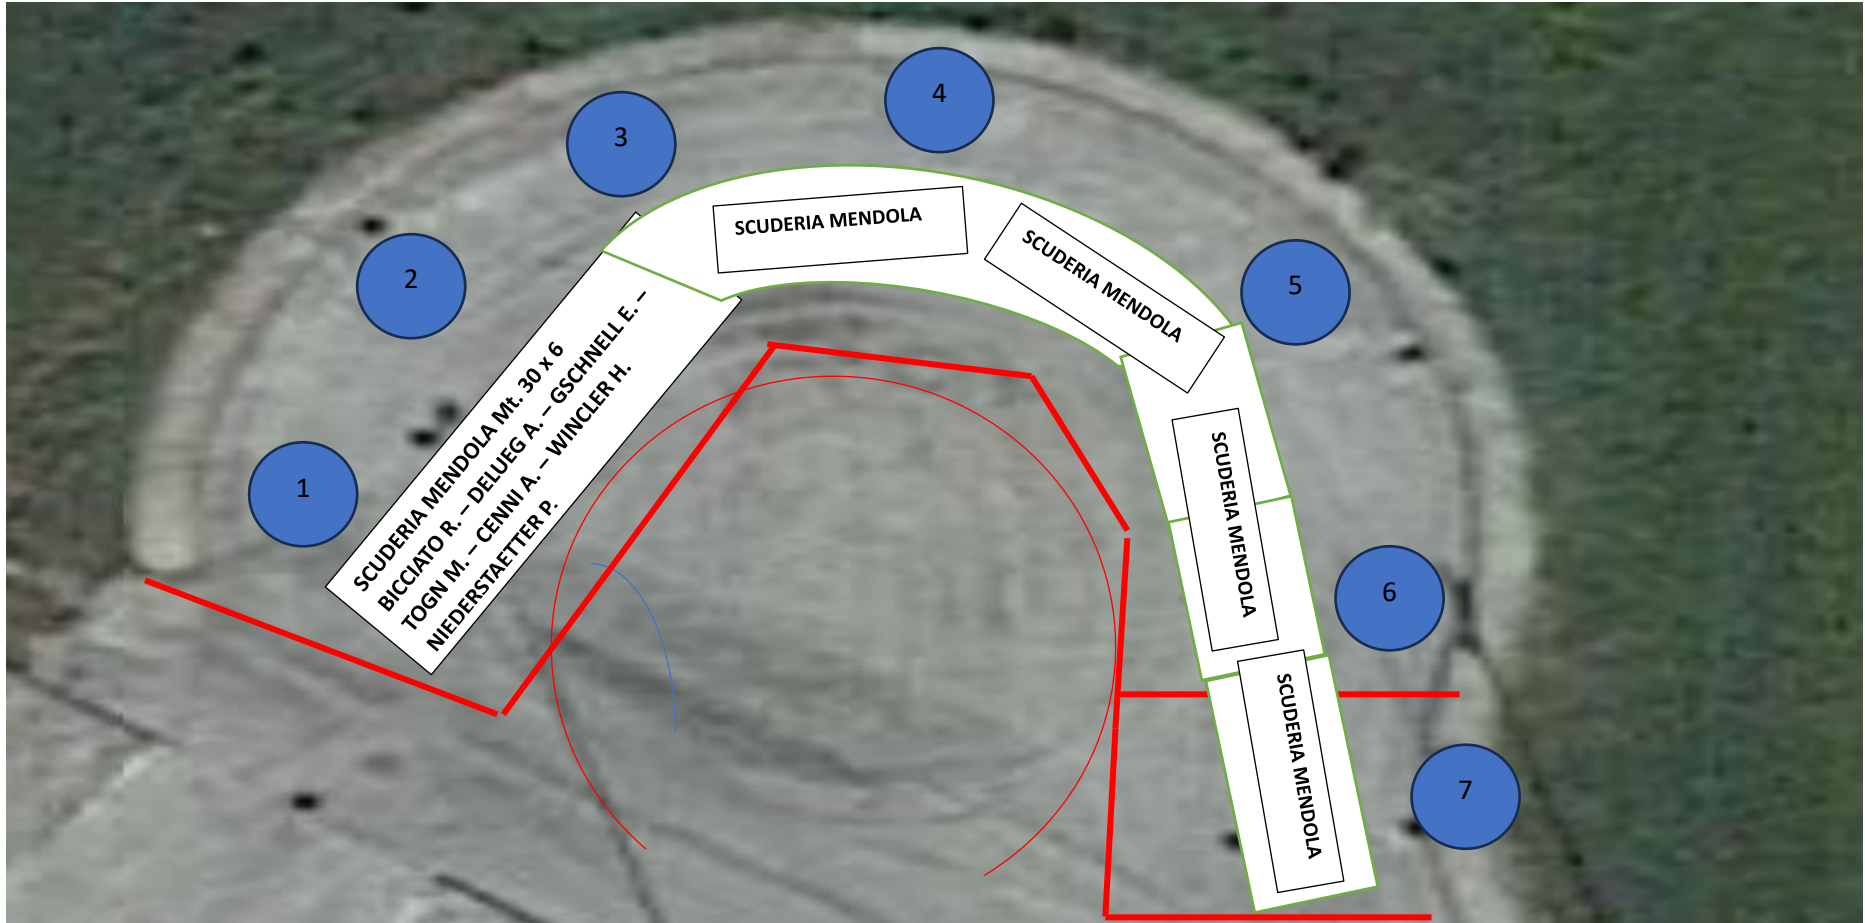 4
3
SCUDERIA MENDOLA
SCUDERIA MENDOLA
2
5
SCUDERIA MENDOLA Mt. 30 x 6
BICCIATO R. – DELUEG A. – GSCHNELL E. –
TOGN M. – CENNI A. – WINCLER H.
NIEDERSTAETTER P.
1
SCUDERIA MENDOLA
6
SCUDERIA MENDOLA
7